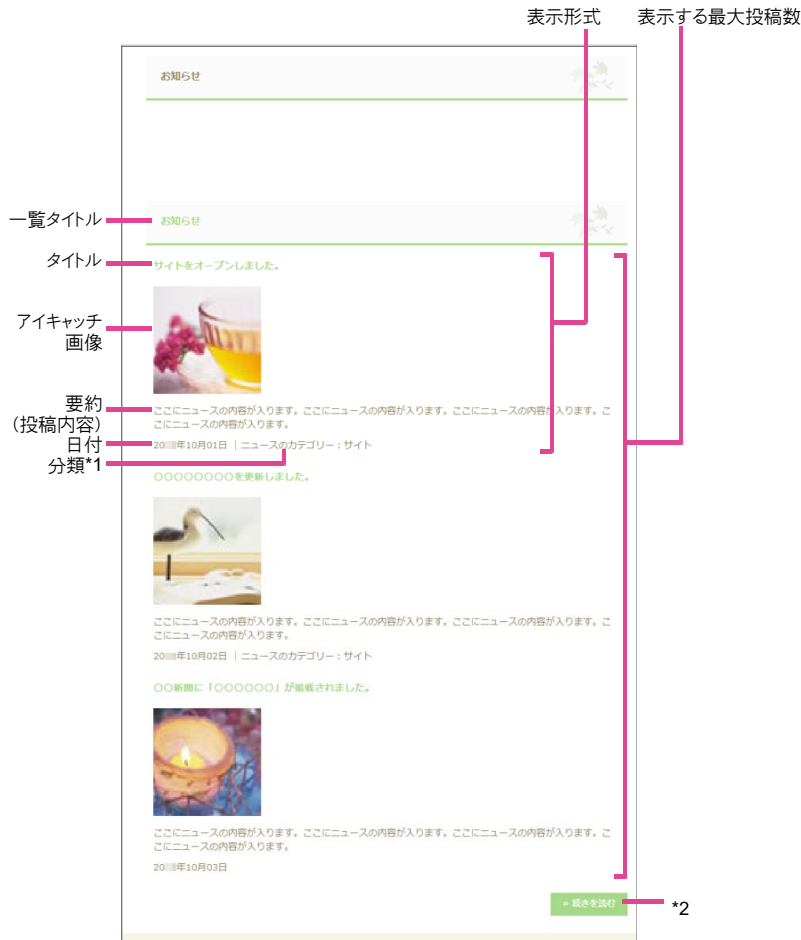 表示形式 表示する最大投稿数
お知らせ
一覧タイトル
お知らせ
タイトル
サイトをオープンしました。
アイキャッチ
画像
要約
(投稿内容)
ここにニュースの内容が入ります。ここにニュースの内容が入ります。ここにニュースの内容が入ります。こ
こにニュースの内容が入ります。
日付
20 年10月01日 | ニュースのカテゴリー:サイト
分類*1
○○○○○○○○を更新しました。
ここにニュースの内容が入ります。ここにニュースの内容が入ります。ここにニュースの内容が入ります。こ
こにニュースの内容が入ります。
20 年10月02日 | ニュースのカテゴリー:サイト
○○新聞に「○○○○○○」が掲載されました。
ここにニュースの内容が入ります。ここにニュースの内容が入ります。ここにニュースの内容が入ります。こ
こにニュースの内容が入ります。
20 年10月03日
» 続きを読む
*2